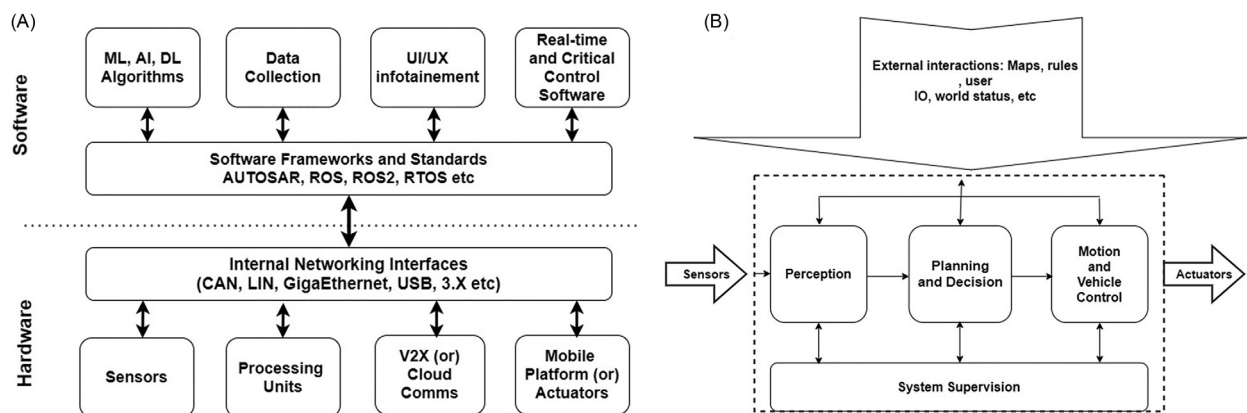 (A)
Software
ML, AI, DL
Algorithms
Data
Collection
UI/UX
infotainement
Real-time
and Critical
Control
Software
Software Frameworks and Standards
AUTOSAR, ROS, ROS2, RTOS etc
Hardware
Internal Networking Interfaces
(CAN, LIN, GigaEthernet, USB, 3.X etc)
Sensors
Processing
Units
V2X (or)
Cloud
Comms
Mobile
Platform (or)
Actuators
(B)
External interactions: Maps, rules
, user
IO, world status, etc
Sensors
Perception
Planning
and Decision
Motion
and
Vehicle
Control
Actuators
System Supervision